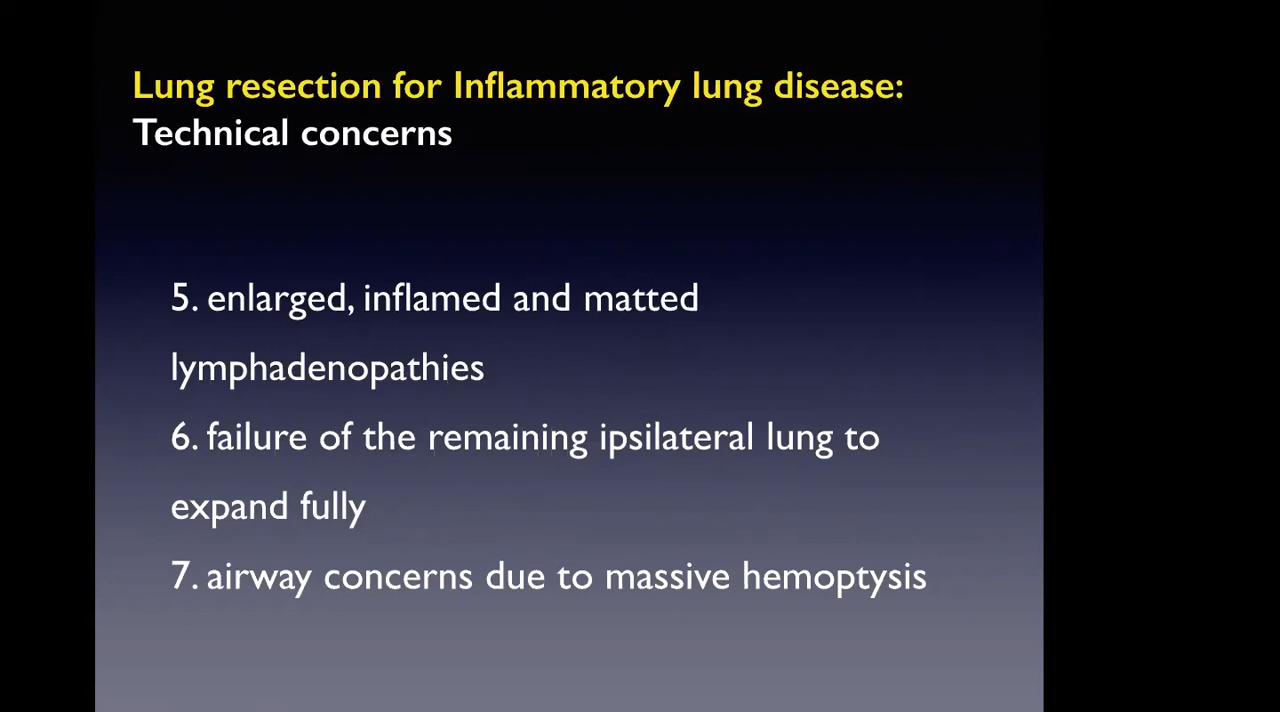 Lung resection for Inflammatory lung disease:
Technical concerns
5. enlarged, inflamed and matted
lymphadenopathies
6. failure of the remaining ipsilateral lung to
expand fully
7. airway concerns due to massive hemoptysis